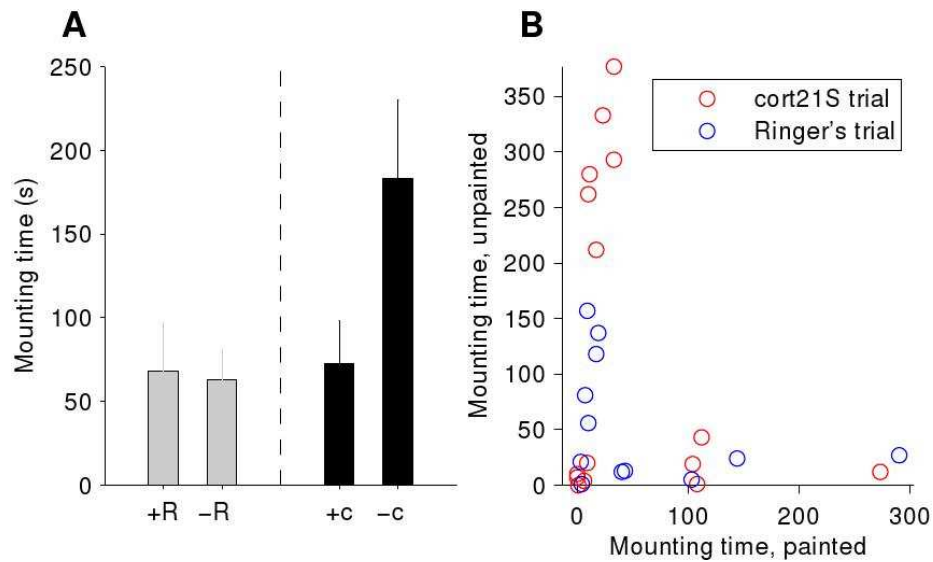 A
Mounting time (s)
250
200
150
100
50
0
+R −R +c −c
B
Mounting time, unpainted
350
300
250
200
150
100
50
0
cort21S trial
Ringer's trial
0 100 200 300
Mounting time, painted